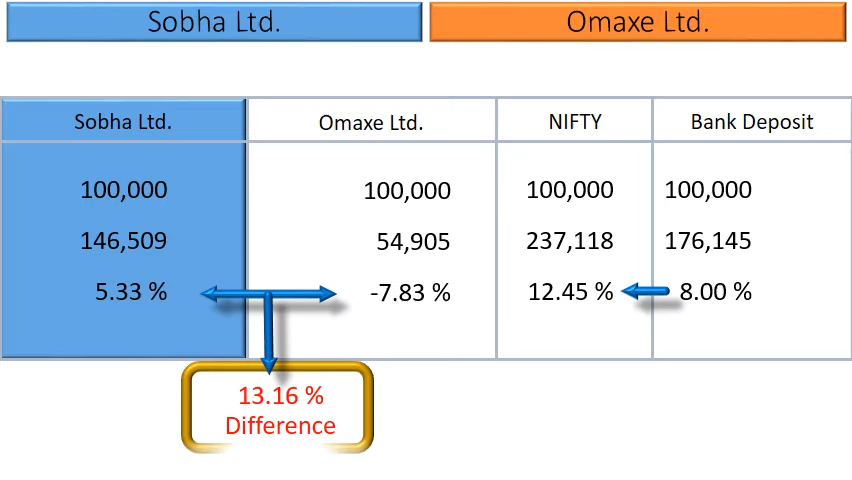 Sobha Ltd. Omaxe Ltd.
Sobha Ltd. Omaxe Ltd. NIFTY Bank Deposit
100,000 100,000 100,000 100,000
146,509 54,905 237,118 176,145
5.33 % -7.83 % 12.45 % 8.00 %
13.16 %
Difference